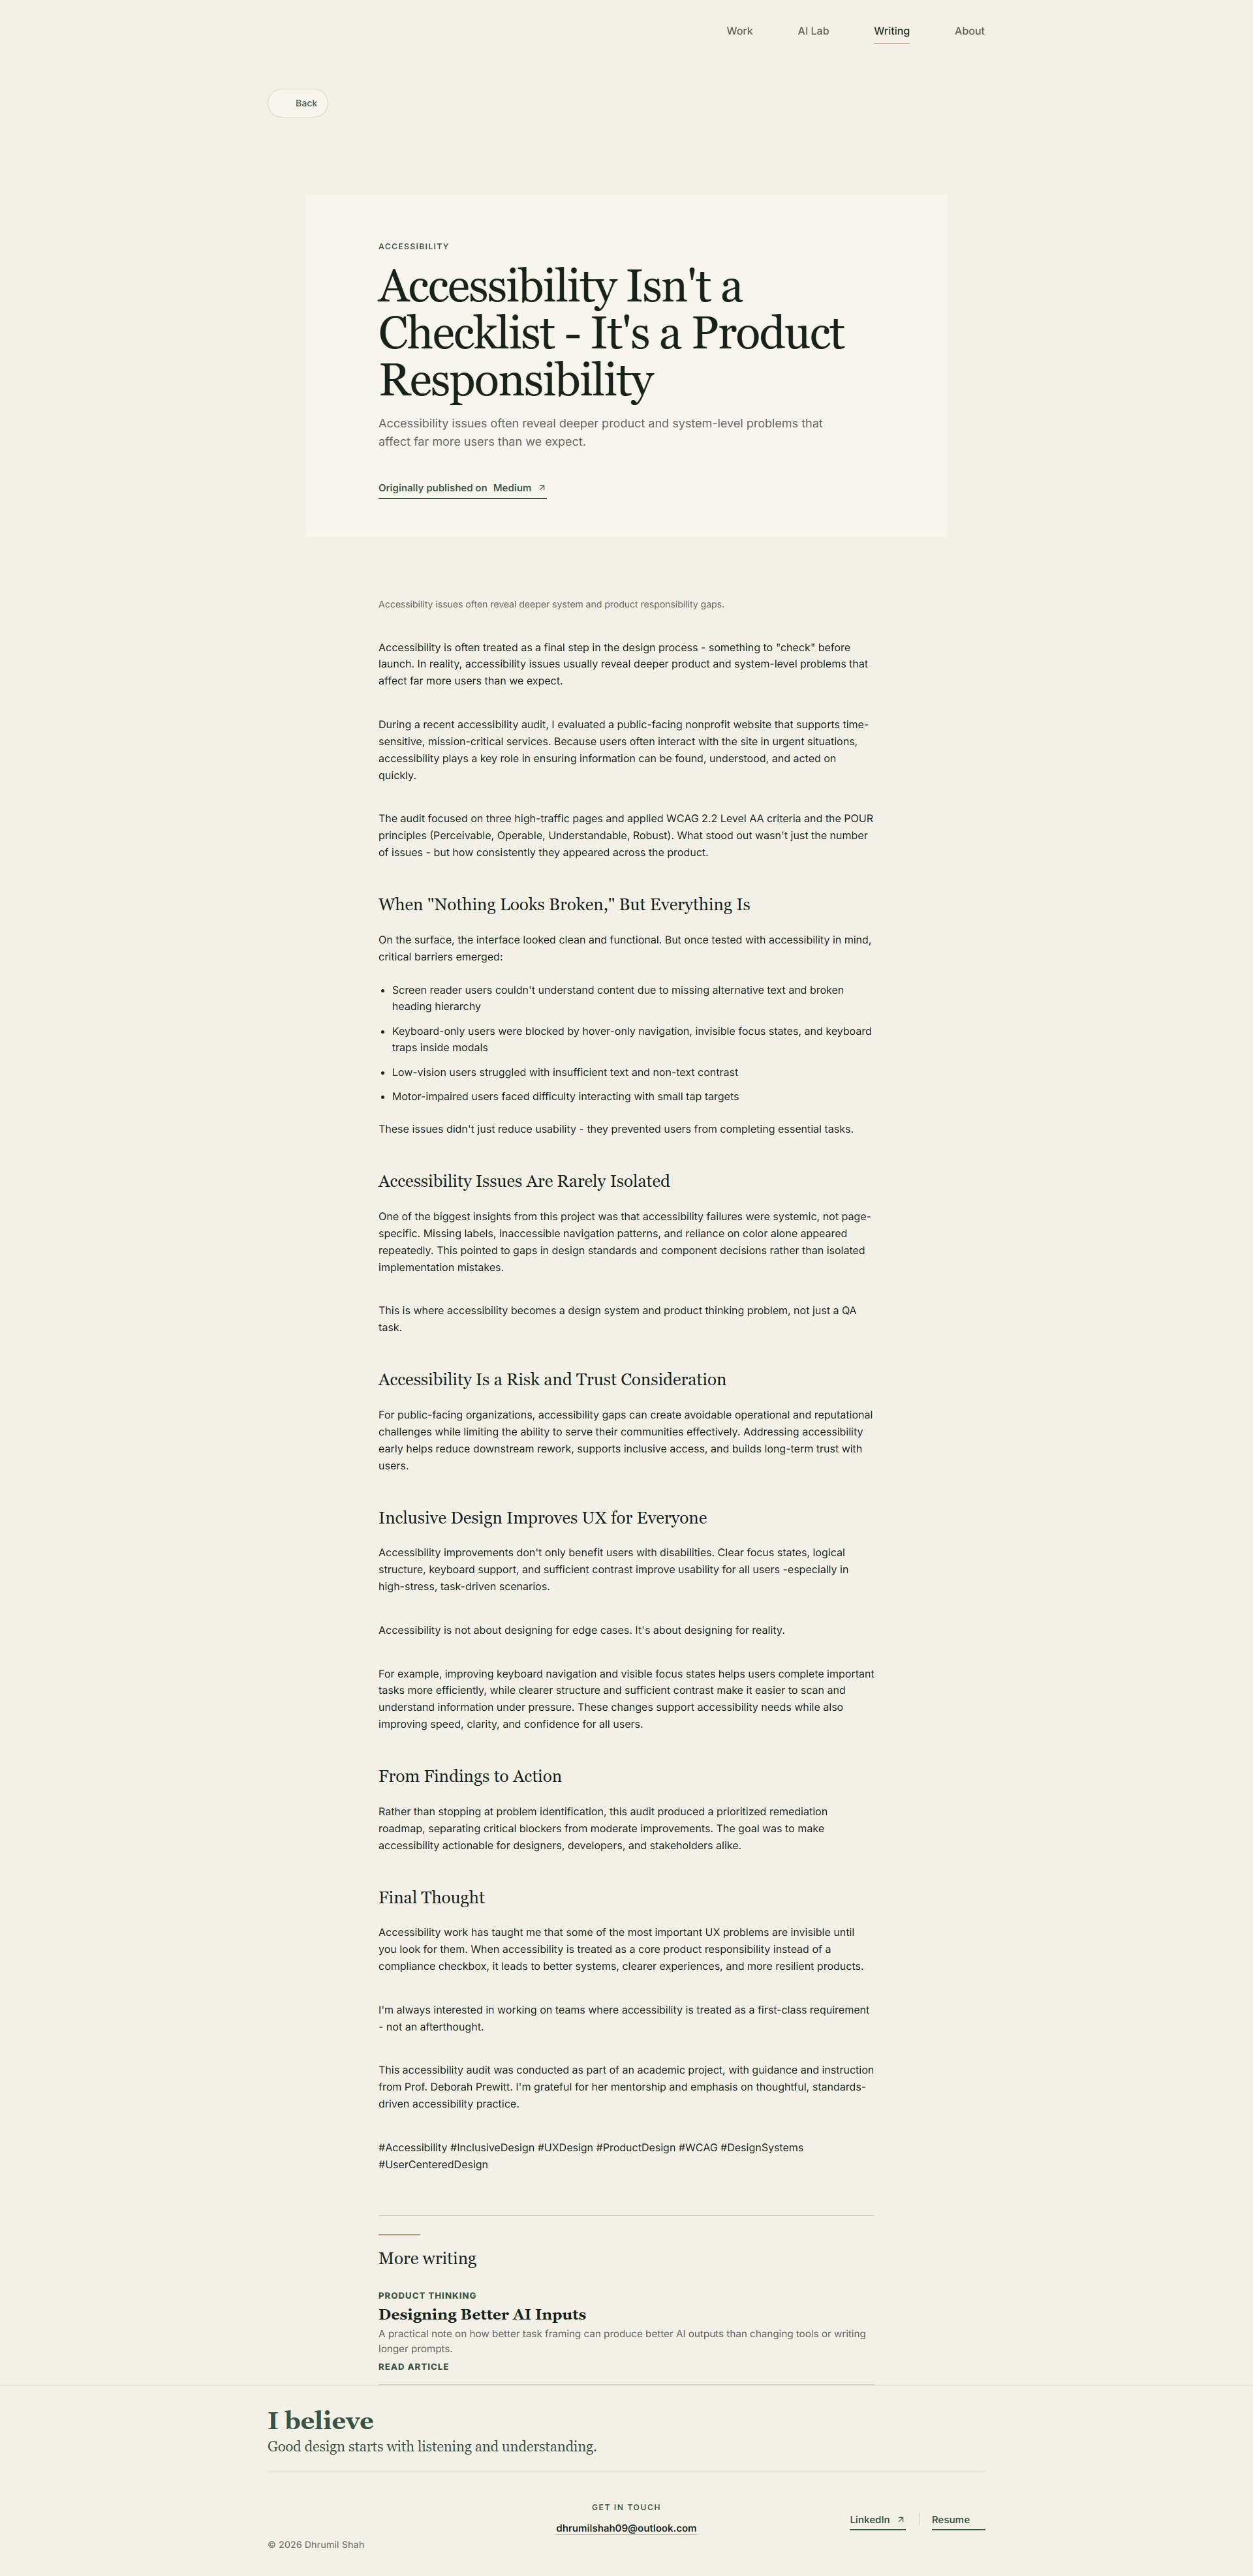 Work
AI Lab
Writing
About
Back
ACCESSIBILITY
Accessibility Isn't a
Checklist - It's a Product
Responsibility
Accessibility issues often reveal deeper product and system-level problems that
affect far more users than we expect.
Originally published on Medium ↗
Accessibility issues often reveal deeper system and product responsibility gaps.
Accessibility is often treated as a final step in the design process - something to "check" before
launch. In reality, accessibility issues usually reveal deeper product and system-level problems that
affect far more users than we expect.
During a recent accessibility audit, I evaluated a public-facing nonprofit website that supports time-
sensitive, mission-critical services. Because users often interact with the site in urgent situations,
accessibility plays a key role in ensuring information can be found, understood, and acted on
quickly.
The audit focused on three high-traffic pages and applied WCAG 2.2 Level AA criteria and the POUR
principles (Perceivable, Operable, Understandable, Robust). What stood out wasn't just the number
of issues - but how consistently they appeared across the product.
When "Nothing Looks Broken," But Everything Is
On the surface, the interface looked clean and functional. But once tested with accessibility in mind,
critical barriers emerged:
• Screen reader users couldn't understand content due to missing alternative text and broken
heading hierarchy
• Keyboard-only users were blocked by hover-only navigation, invisible focus states, and keyboard
traps inside modals
• Low-vision users struggled with insufficient text and non-text contrast
• Motor-impaired users faced difficulty interacting with small tap targets
These issues didn't just reduce usability - they prevented users from completing essential tasks.
Accessibility Issues Are Rarely Isolated
One of the biggest insights from this project was that accessibility failures were systemic, not page-
specific. Missing labels, inaccessible navigation patterns, and reliance on color alone appeared
repeatedly. This pointed to gaps in design standards and component decisions rather than isolated
implementation mistakes.
This is where accessibility becomes a design system and product thinking problem, not just a QA
task.
Accessibility Is a Risk and Trust Consideration
For public-facing organizations, accessibility gaps can create avoidable operational and reputational
challenges while limiting the ability to serve their communities effectively. Addressing accessibility
early helps reduce downstream rework, supports inclusive access, and builds long-term trust with
users.
Inclusive Design Improves UX for Everyone
Accessibility improvements don't only benefit users with disabilities. Clear focus states, logical
structure, keyboard support, and sufficient contrast improve usability for all users -especially in
high-stress, task-driven scenarios.
Accessibility is not about designing for edge cases. It's about designing for reality.
For example, improving keyboard navigation and visible focus states helps users complete important
tasks more efficiently, while clearer structure and sufficient contrast make it easier to scan and
understand information under pressure. These changes support accessibility needs while also
improving speed, clarity, and confidence for all users.
From Findings to Action
Rather than stopping at problem identification, this audit produced a prioritized remediation
roadmap, separating critical blockers from moderate improvements. The goal was to make
accessibility actionable for designers, developers, and stakeholders alike.
Final Thought
Accessibility work has taught me that some of the most important UX problems are invisible until
you look for them. When accessibility is treated as a core product responsibility instead of a
compliance checkbox, it leads to better systems, clearer experiences, and more resilient products.
I'm always interested in working on teams where accessibility is treated as a first-class requirement
- not an afterthought.
This accessibility audit was conducted as part of an academic project, with guidance and instruction
from Prof. Deborah Prewitt. I'm grateful for her mentorship and emphasis on thoughtful, standards-
driven accessibility practice.
#Accessibility #InclusiveDesign #UXDesign #ProductDesign #WCAG #DesignSystems
#UserCenteredDesign
More writing
PRODUCT THINKING
Designing Better AI Inputs
A practical note on how better task framing can produce better AI outputs than changing tools or writing
longer prompts.
READ ARTICLE
I believe
Good design starts with listening and understanding.
GET IN TOUCH
dhrumilshah09@outlook.com
LinkedIn ↗
Resume
© 2026 Dhrumil Shah